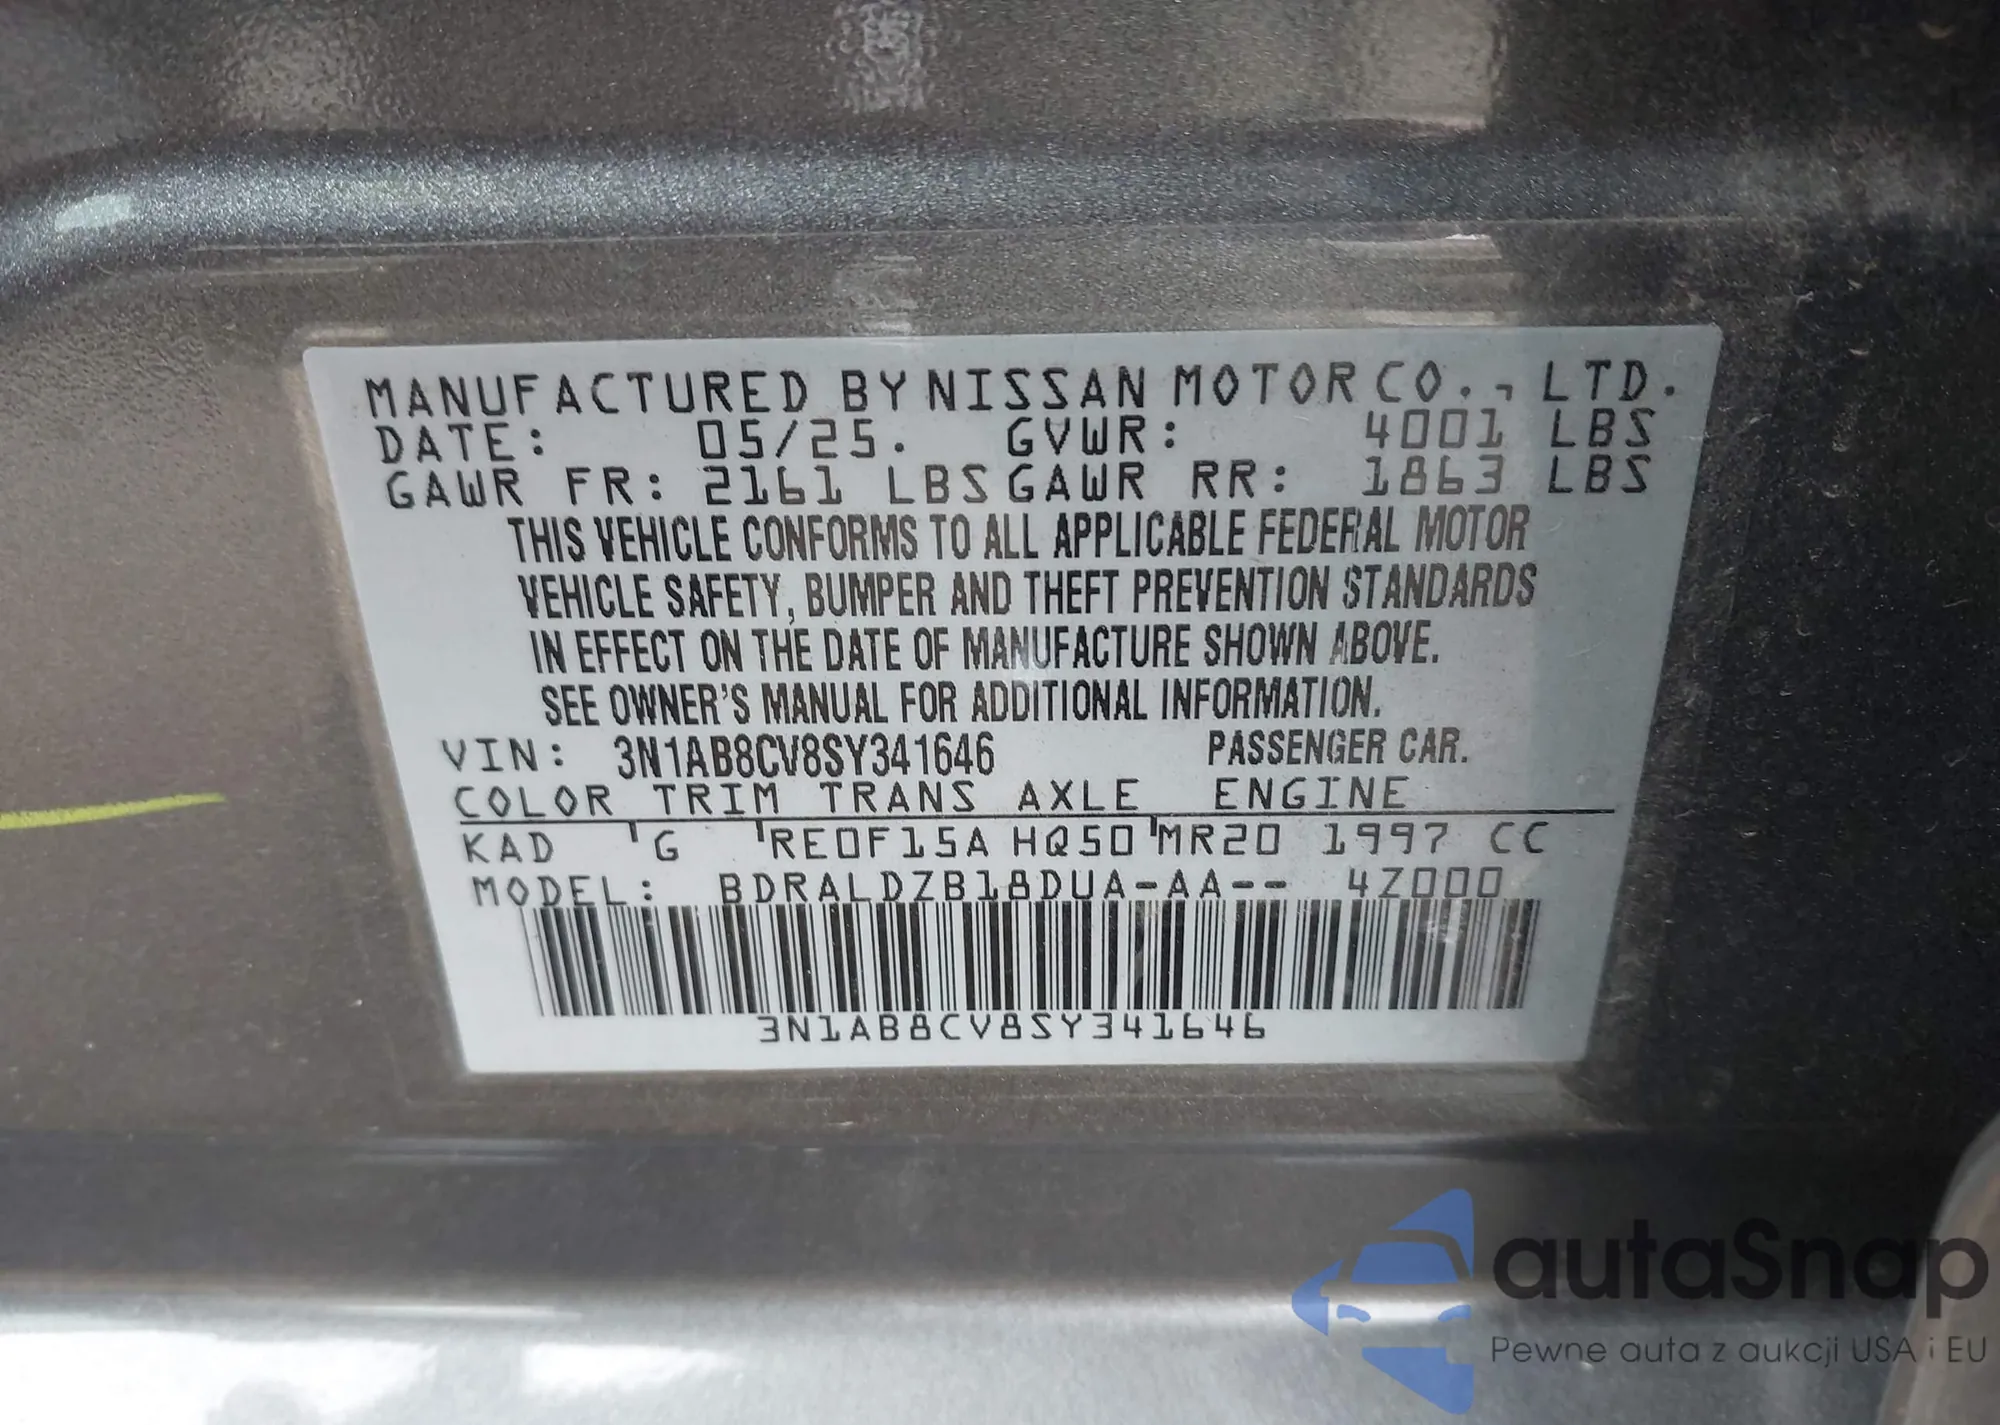 MANUFACTURED BY NISSAN MOTOR CO., LTD.
DATE: 05/25. GVWR: 4001 LBS
GAWR FR: 2161 LBS GAWR RR: 1863 LBS
THIS VEHICLE CONFORMS TO ALL APPLICABLE FEDERAL MOTOR
VEHICLE SAFETY, BUMPER AND THEFT PREVENTION STANDARDS
IN EFFECT ON THE DATE OF MANUFACTURE SHOWN ABOVE.
SEE OWNER'S MANUAL FOR ADDITIONAL INFORMATION.
VIN: 3N1AB8CV8SY341646 PASSENGER CAR.
COLOR TRIM TRANS AXLE ENGINE
KAD G RE0F15A HQ50 MR20 1997 CC
MODEL: BDRALDZB18DUA-AA-- 4Z000
3N1AB8CV8SY341646
autaSnap
Pewne auta z aukcji USA i EU